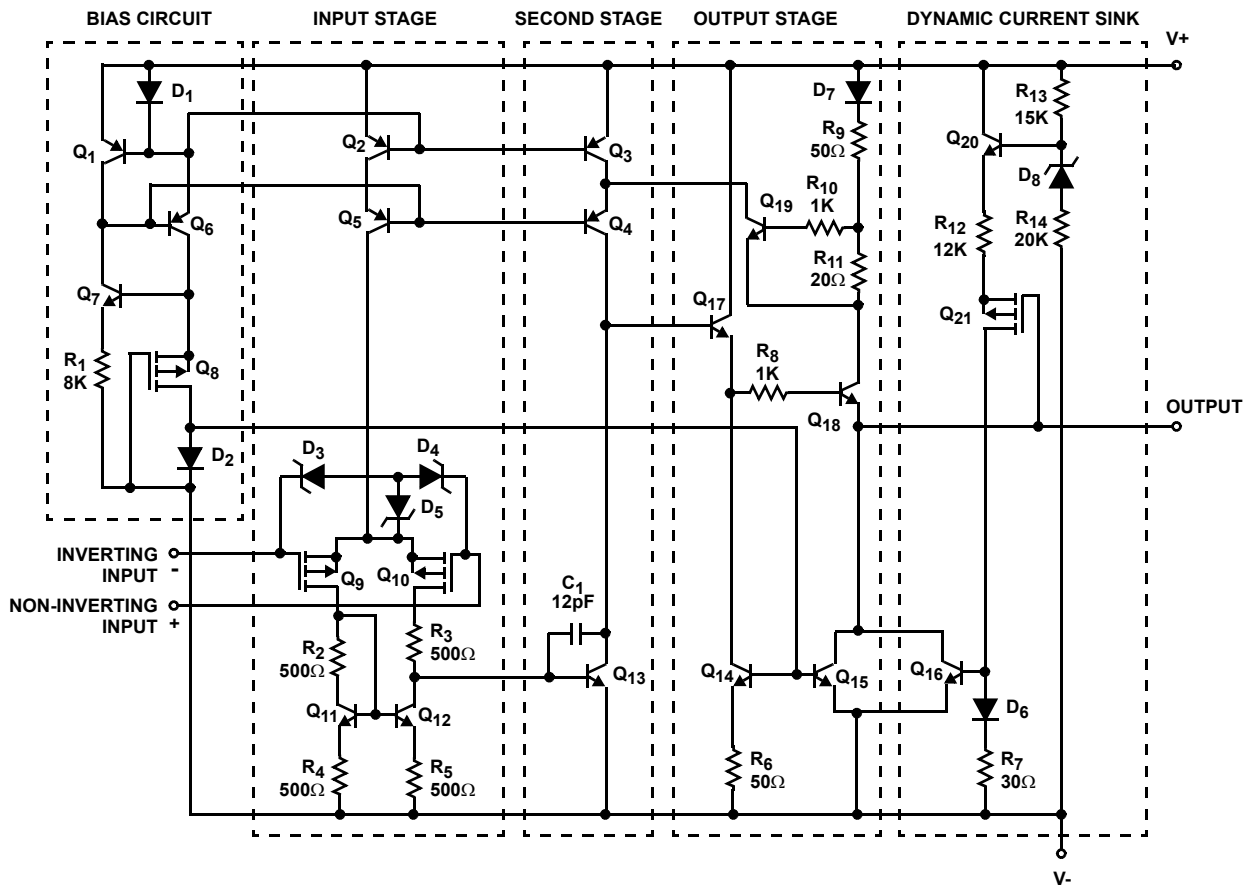 BIAS CIRCUIT
INPUT STAGE
SECOND STAGE
OUTPUT STAGE
DYNAMIC CURRENT SINK
V+
D1
D7
R13
15K
Q1
Q2
Q3
R9
50Ω
Q20
D8
Q6
Q5
Q4
Q19
R10
1K
R12
12K
R14
20K
R11
20Ω
Q7
Q17
Q21
R1
8K
Q8
R8
1K
Q18
OUTPUT
D2
D3
D4
D5
INVERTING
INPUT
-
Q9
Q10
NON-INVERTING
INPUT
+
C1
12pF
R2
500Ω
R3
500Ω
Q13
Q14
Q15
Q16
Q11
Q12
D6
R4
500Ω
R5
500Ω
R6
50Ω
R7
30Ω
V-